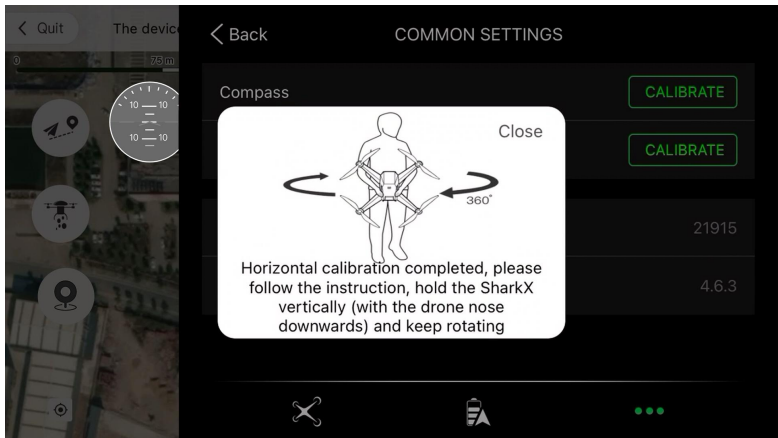 Quit
The device
Back
COMMON SETTINGS
0
75 m
Compass
CALIBRATE
10 10
10 10
Close
CALIBRATE
360°
21915
Horizontal calibration completed, please
follow the instruction, hold the SharkX
vertically (with the drone nose
downwards) and keep rotating
4.6.3